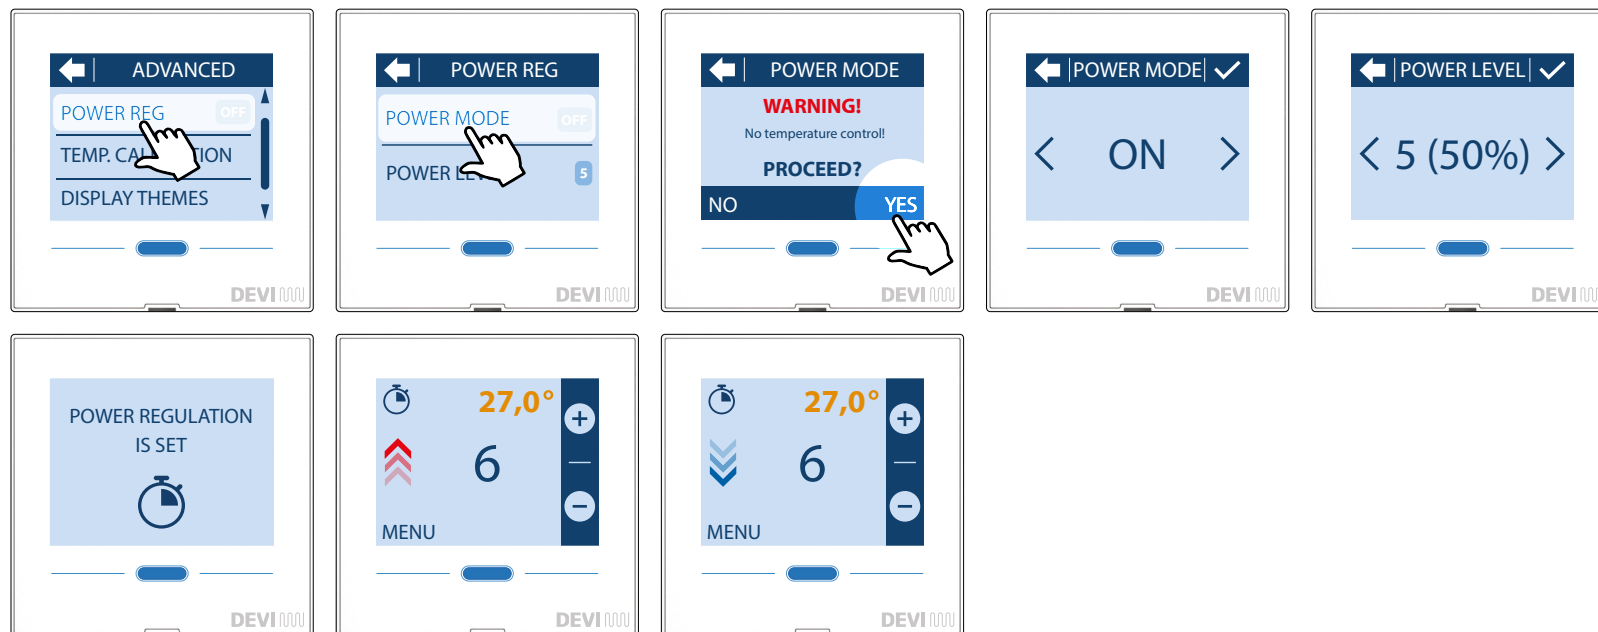 ADVANCED
POWER REG OFF
TEMP. CAL TION
DISPLAY THEMES
DEVI
POWER REG
POWER MODE OFF
POWER LE 5
DEVI
POWER MODE
WARNING!
No temperature control!
PROCEED?
NO YES
DEVI
POWER MODE
ON
DEVI
POWER LEVEL
5 (50%)
DEVI
POWER REGULATION
IS SET
DEVI
27,0°
6
MENU
DEVI
27,0°
6
MENU
DEVI